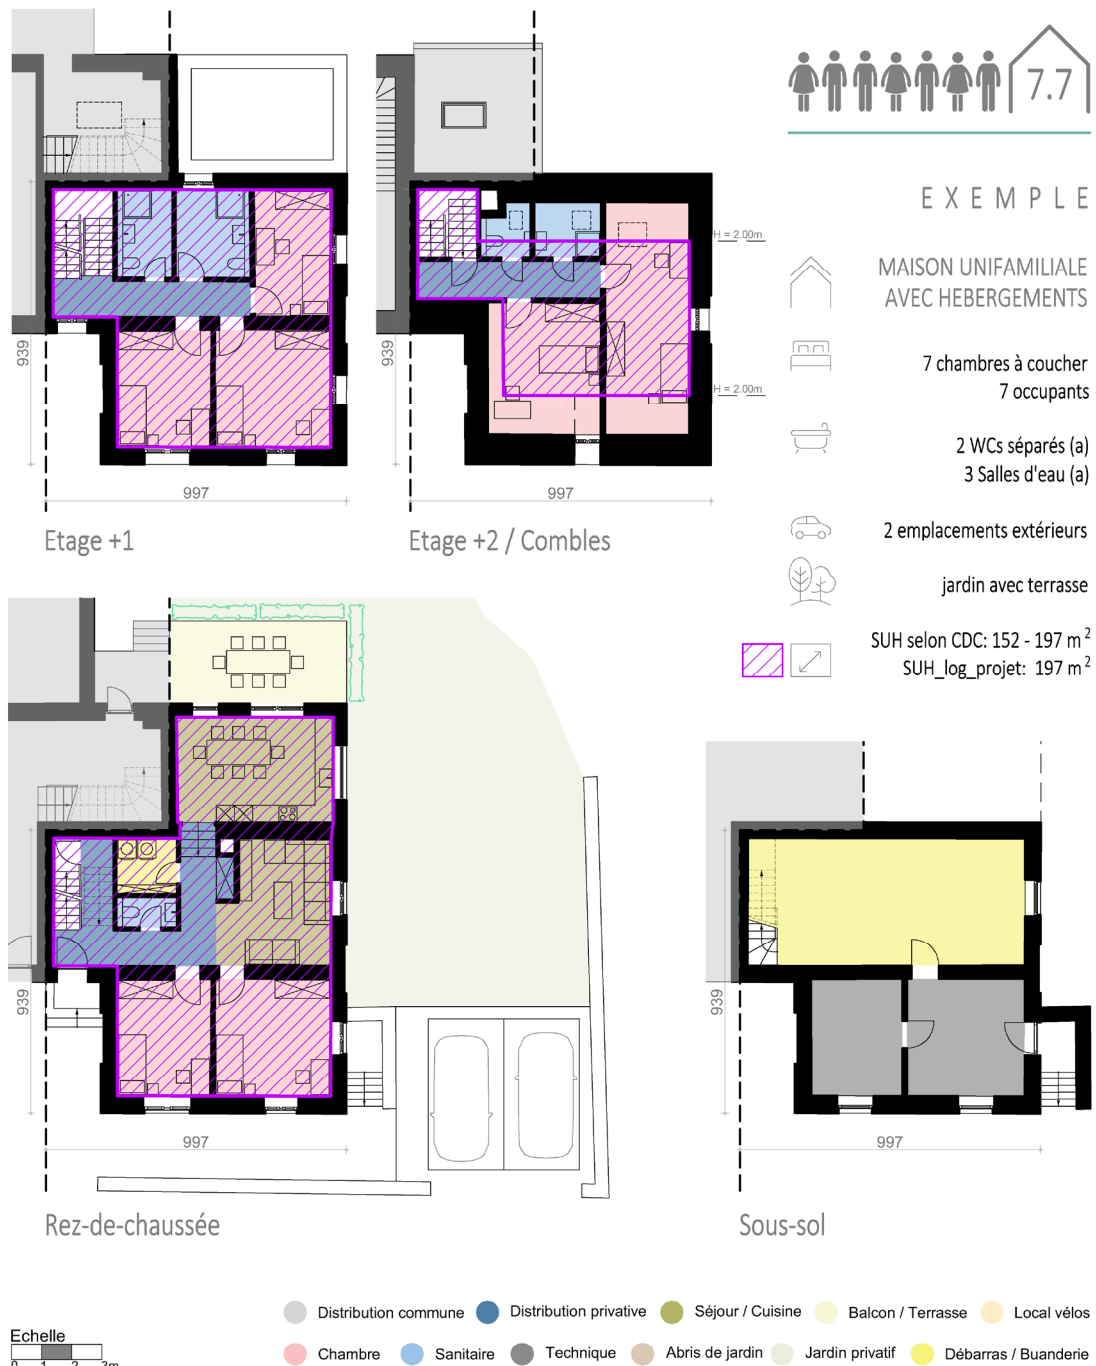 7.7
EXEMPLE
MAISON UNIFAMILIALE
AVEC HEBERGEMENTS
7 chambres à coucher
7 occupants
2 WCs séparés (a)
3 Salles d'eau (a)
2 emplacements extérieurs
jardin avec terrasse
SUH selon CDC: 152 - 197 m²
SUH_log_projet: 197 m²
939
997
Etage +1
H = 2.00m
H = 2.00m
939
997
Etage +2 / Combles
939
997
Rez-de-chaussée
939
997
Sous-sol
Distribution commune
Distribution privative
Séjour / Cuisine
Balcon / Terrasse
Local vélos
Chambre
Sanitaire
Technique
Abris de jardin
Jardin privatif
Débarras / Buanderie
Echelle
0 1 2 3m